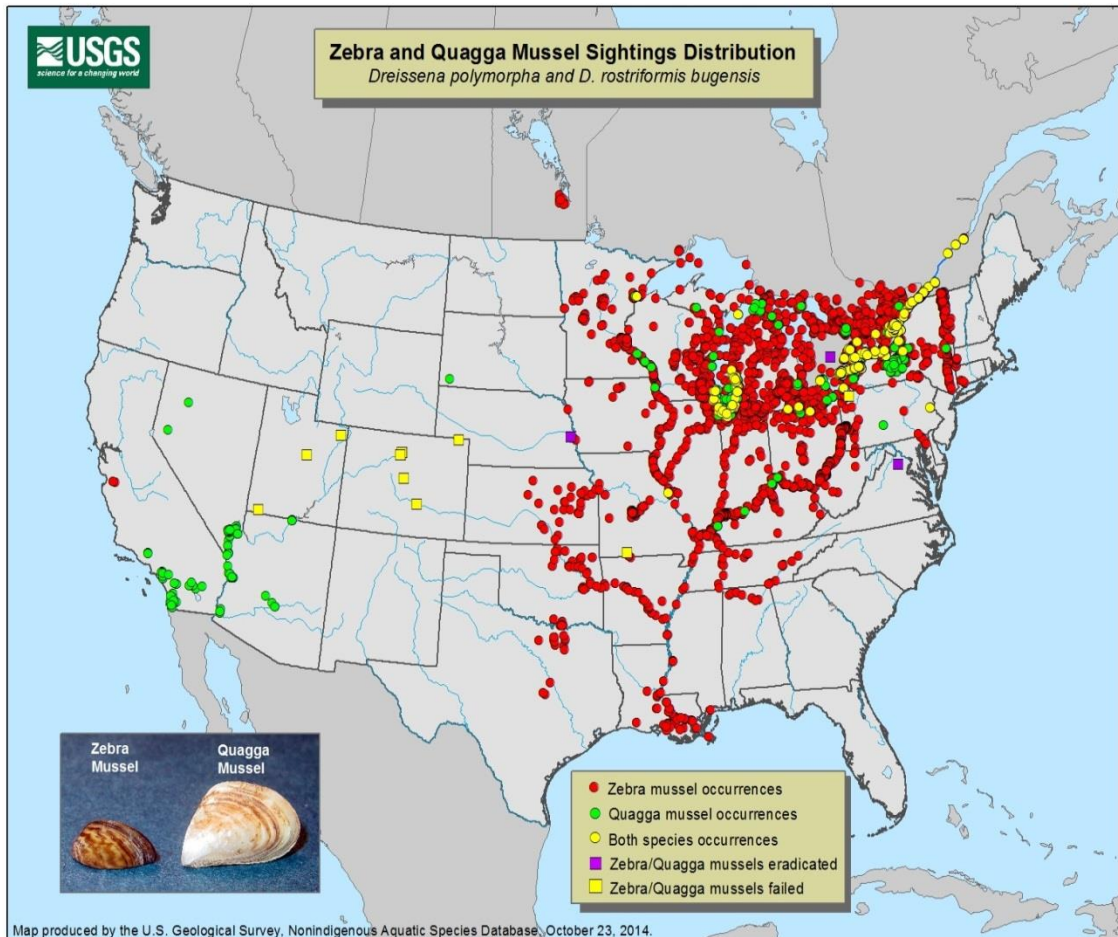 USGS
science for a changing world
Zebra and Quagga Mussel Sightings Distribution
Dreissena polymorpha and D. rostriformis bugensis
Zebra
Mussel
Quagga
Mussel
Zebra mussel occurrences
Quagga mussel occurrences
Both species occurrences
Zebra/Quagga mussels eradicated
Zebra/Quagga mussels failed
Map produced by the U.S. Geological Survey, Nonindigenous Aquatic Species Database, October 23, 2014.